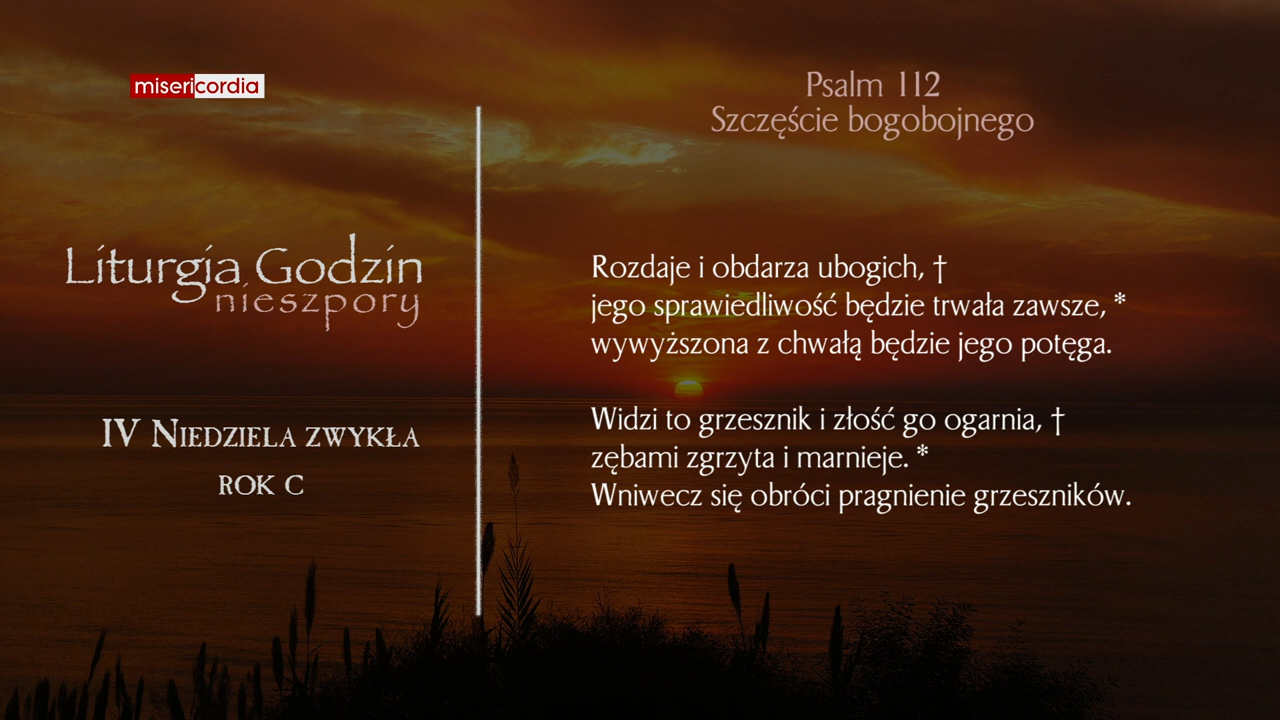 misericordia
Liturgia Godzin
nieszpory
IV Niedziela zwykła
rok C
Psalm 112
Szczęście bogobojnego
Rozdaje i obdarza ubogich, †
jego sprawiedliwość będzie trwała zawsze, *
wywyższona z chwałą będzie jego potęga.
Widzi to grzesznik i złość go ogarnia, †
zębami zgrzyta i marnieje. *
Wniwecz się obróci pragnienie grzeszników.